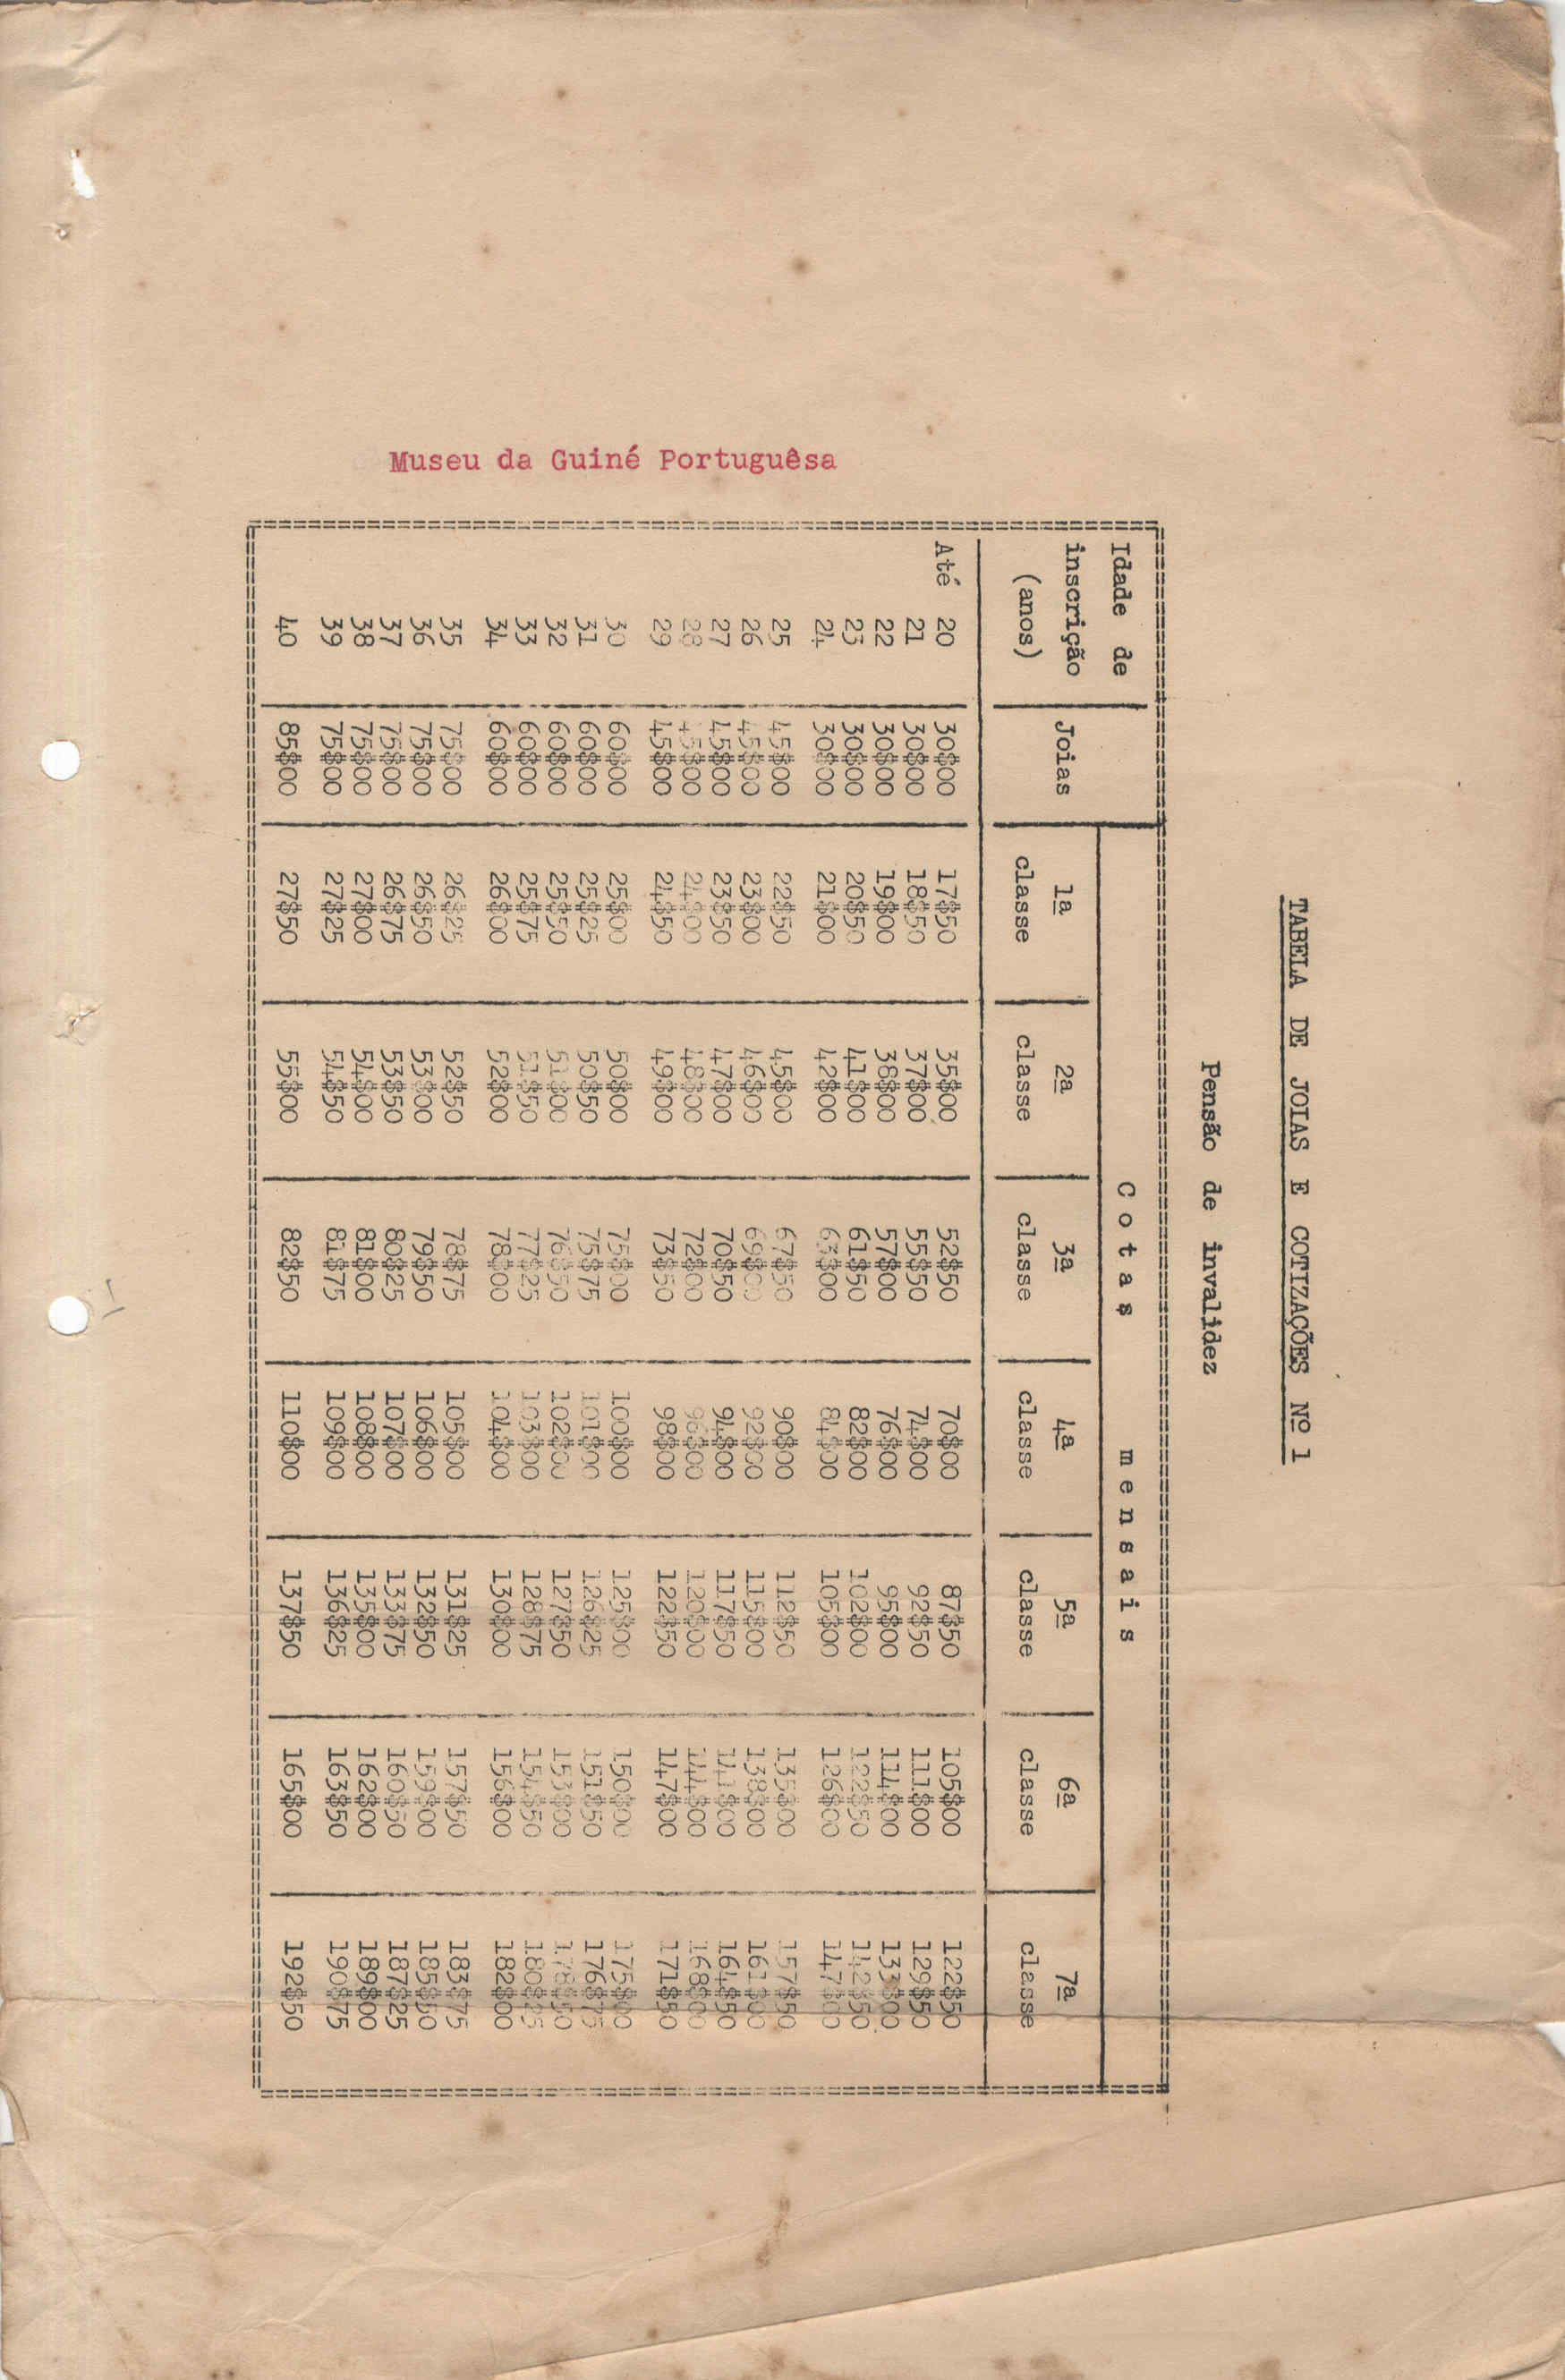 Museu da Guiné Portuguêsa
TABELA DE JOIAS E COTIZAÇÕES Nº 1
Pensão de invalidez
Idade de inscrição (anos) Joias Cotas mensais
1a classe 2a classe 3a classe 4a classe 5a classe 6a classe 7a classe
Até 20 30$00 17$50 35$00 52$50 70$00 87$50 105$00 122$50
21 30$00 18$50 37$00 55$50 74$00 92$50 111$00 129$50
22 30$00 19$00 38$00 57$00 76$00 95$00 114$00 133$00
23 30$00 20$50 41$00 61$50 82$00 102$00 122$50 142$50
24 30$00 21$00 42$00 63$00 84$00 105$00 126$00 147$00
25 45$00 22$50 45$00 67$50 90$00 112$50 135$00 157$50
26 45$00 23$00 46$00 69$00 92$00 115$00 138$00 161$00
27 45$00 23$50 47$00 70$50 94$00 117$50 141$00 164$50
28 45$00 24$00 48$00 72$00 96$00 120$00 144$00 168$00
29 45$00 24$50 49$00 73$50 98$00 122$50 147$00 171$50
30 60$00 25$00 50$00 75$00 100$00 125$00 150$00 175$00
31 60$00 25$25 50$50 75$75 101$00 126$25 151$50 176$75
32 60$00 25$50 51$00 76$50 102$00 127$50 153$00 178$50
33 60$00 25$75 51$50 77$25 103$00 128$75 154$50 180$25
34 60$00 26$00 52$00 78$00 104$00 130$00 156$00 182$00
35 75$00 26$25 52$50 78$75 105$00 131$25 157$50 183$75
36 75$00 26$50 53$00 79$50 106$00 132$50 159$00 185$50
37 75$00 26$75 53$50 80$25 107$00 133$75 160$50 187$25
38 75$00 27$00 54$00 81$00 108$00 135$00 162$00 189$00
39 75$00 27$25 54$50 81$75 109$00 136$25 163$50 190$75
40 85$00 27$50 55$00 82$50 110$00 137$50 165$00 192$50